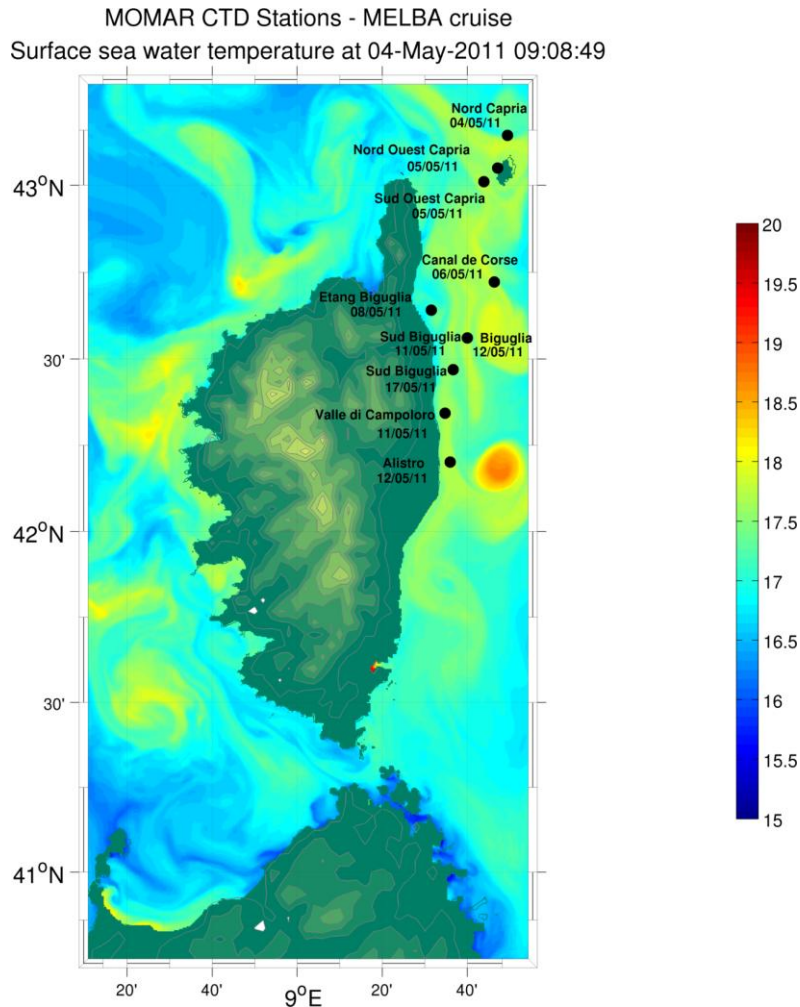 MOMAR CTD Stations - MELBA cruise
Surface sea water temperature at 04-May-2011 09:08:49
Nord Capria
04/05/11
Nord Ouest Capria
05/05/11
43°N
Sud Ouest Capria
05/05/11
Canal de Corse
06/05/11
Etang Biguglia
08/05/11
Sud Biguglia
11/05/11
Biguglia
12/05/11
30'
Sud Biguglia
17/05/11
Valle di Campoloro
11/05/11
Alistro
12/05/11
42°N
30'
41°N
20'
40'
9°E
20'
40'
20
19.5
19
18.5
18
17.5
17
16.5
16
15.5
15